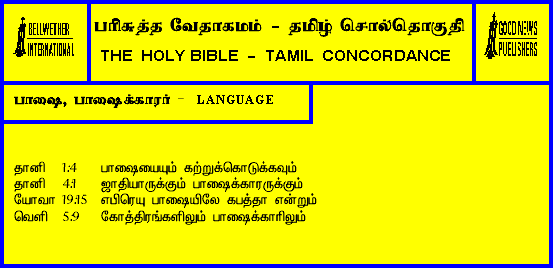 BELLWETHER INTERNATIONAL
பரிசுத்த வேதாகமம் - தமிழ் சொல்தொகுதி
THE HOLY BIBLE - TAMIL CONCORDANCE
GOOD NEWS PUBLISHERS
பாஷை, பாஷைக்காரர் - LANGUAGE
தானி 1:4 பாஷையையும் கற்றுக்கொடுக்கவும்
தானி 4:1 ஜாதியாருக்கும் பாஷைக்காரருக்கும்
யோவா 19:15 எபிரெயு பாஷையிலே கபத்தா என்றும்
வெளி 5:9 கோத்திரங்களிலும் பாஷைக்காரிலும்